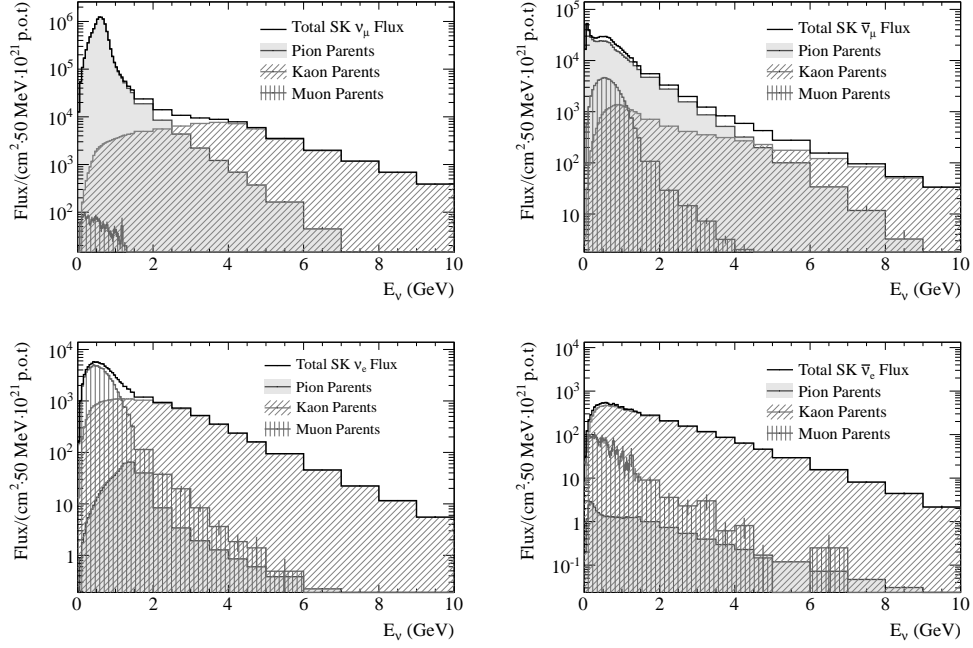 Flux/(cm²·50 MeV·10²¹ p.o.t)
10⁶
10⁵
10⁴
10³
10²
Total SK ν_μ Flux
Pion Parents
Kaon Parents
Muon Parents
0 2 4 6 8 10
E_ν (GeV)
Flux/(cm²·50 MeV·10²¹ p.o.t)
10⁵
10⁴
10³
10²
10
Total SK ν̅_μ Flux
Pion Parents
Kaon Parents
Muon Parents
0 2 4 6 8 10
E_ν (GeV)
Flux/(cm²·50 MeV·10²¹ p.o.t)
10⁴
10³
10²
10
1
Total SK ν_e Flux
Pion Parents
Kaon Parents
Muon Parents
0 2 4 6 8 10
E_ν (GeV)
Flux/(cm²·50 MeV·10²¹ p.o.t)
10⁴
10³
10²
10
1
10⁻¹
Total SK ν̅_e Flux
Pion Parents
Kaon Parents
Muon Parents
0 2 4 6 8 10
E_ν (GeV)